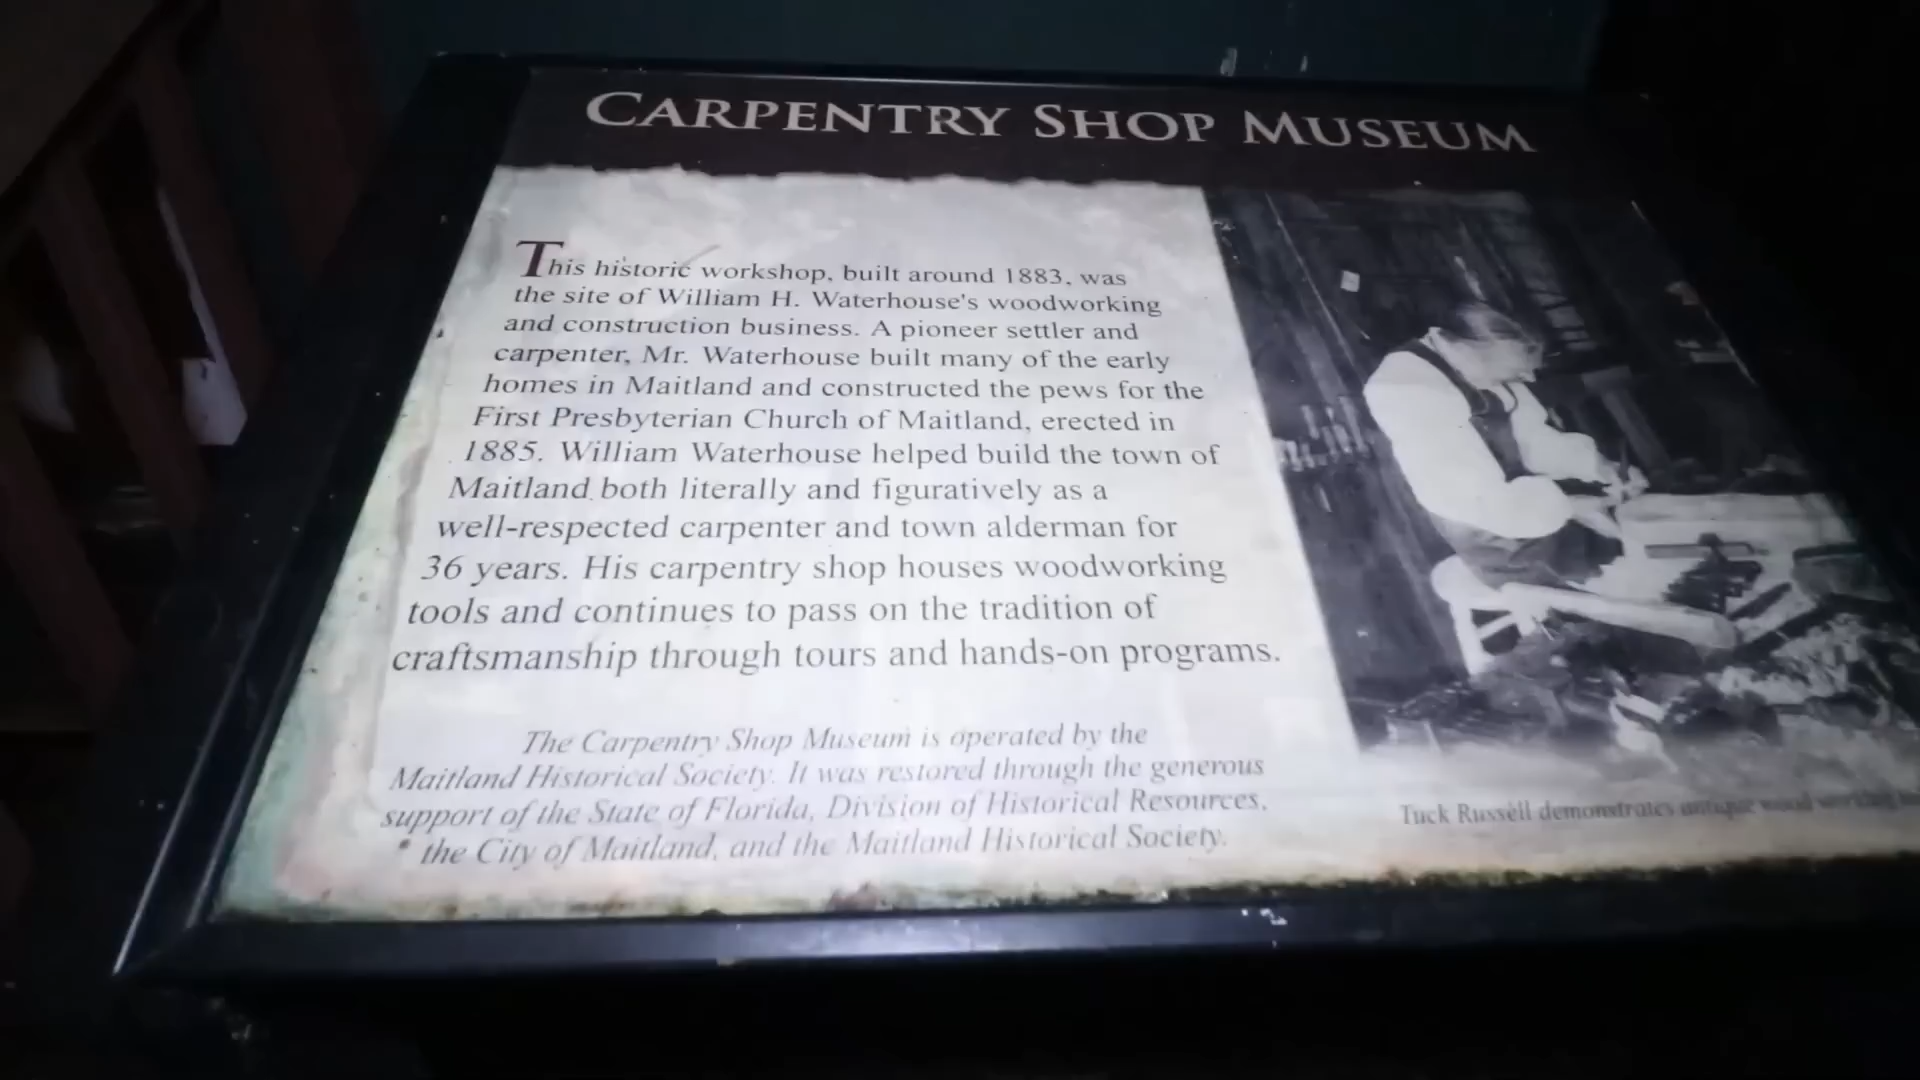 CARPENTRY SHOP MUSEUM
This historic workshop, built around 1883, was
the site of William H. Waterhouse's woodworking
and construction business. A pioneer settler and
carpenter, Mr. Waterhouse built many of the early
homes in Maitland and constructed the pews for the
First Presbyterian Church of Maitland, erected in
1885. William Waterhouse helped build the town of
Maitland both literally and figuratively as a
well-respected carpenter and town alderman for
36 years. His carpentry shop houses woodworking
tools and continues to pass on the tradition of
craftsmanship through tours and hands-on programs.
The Carpentry Shop Museum is operated by the
Maitland Historical Society. It was restored through the generous
support of the State of Florida, Division of Historical Resources,
the City of Maitland, and the Maitland Historical Society.
Tuck Russell demonstrates antique wood working